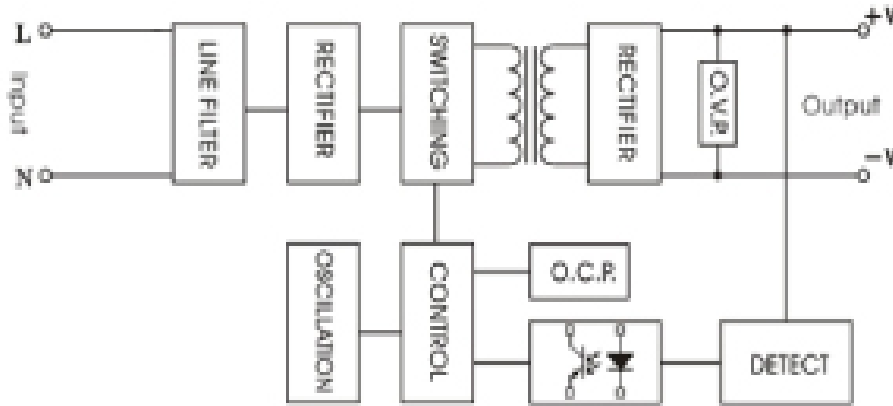 L
+V
Input
LINE FILTER
RECTIFIER
SWITCHING
RECTIFIER
O.V.P.
Output
N
-V
OSCILLATION
CONTROL
O.C.P.
DETECT